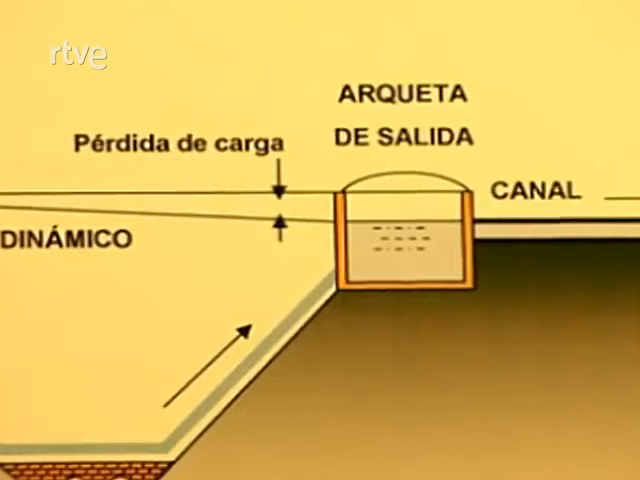 rtve
ARQUETA
DE SALIDA
Pérdida de carga
CANAL
DINÁMICO